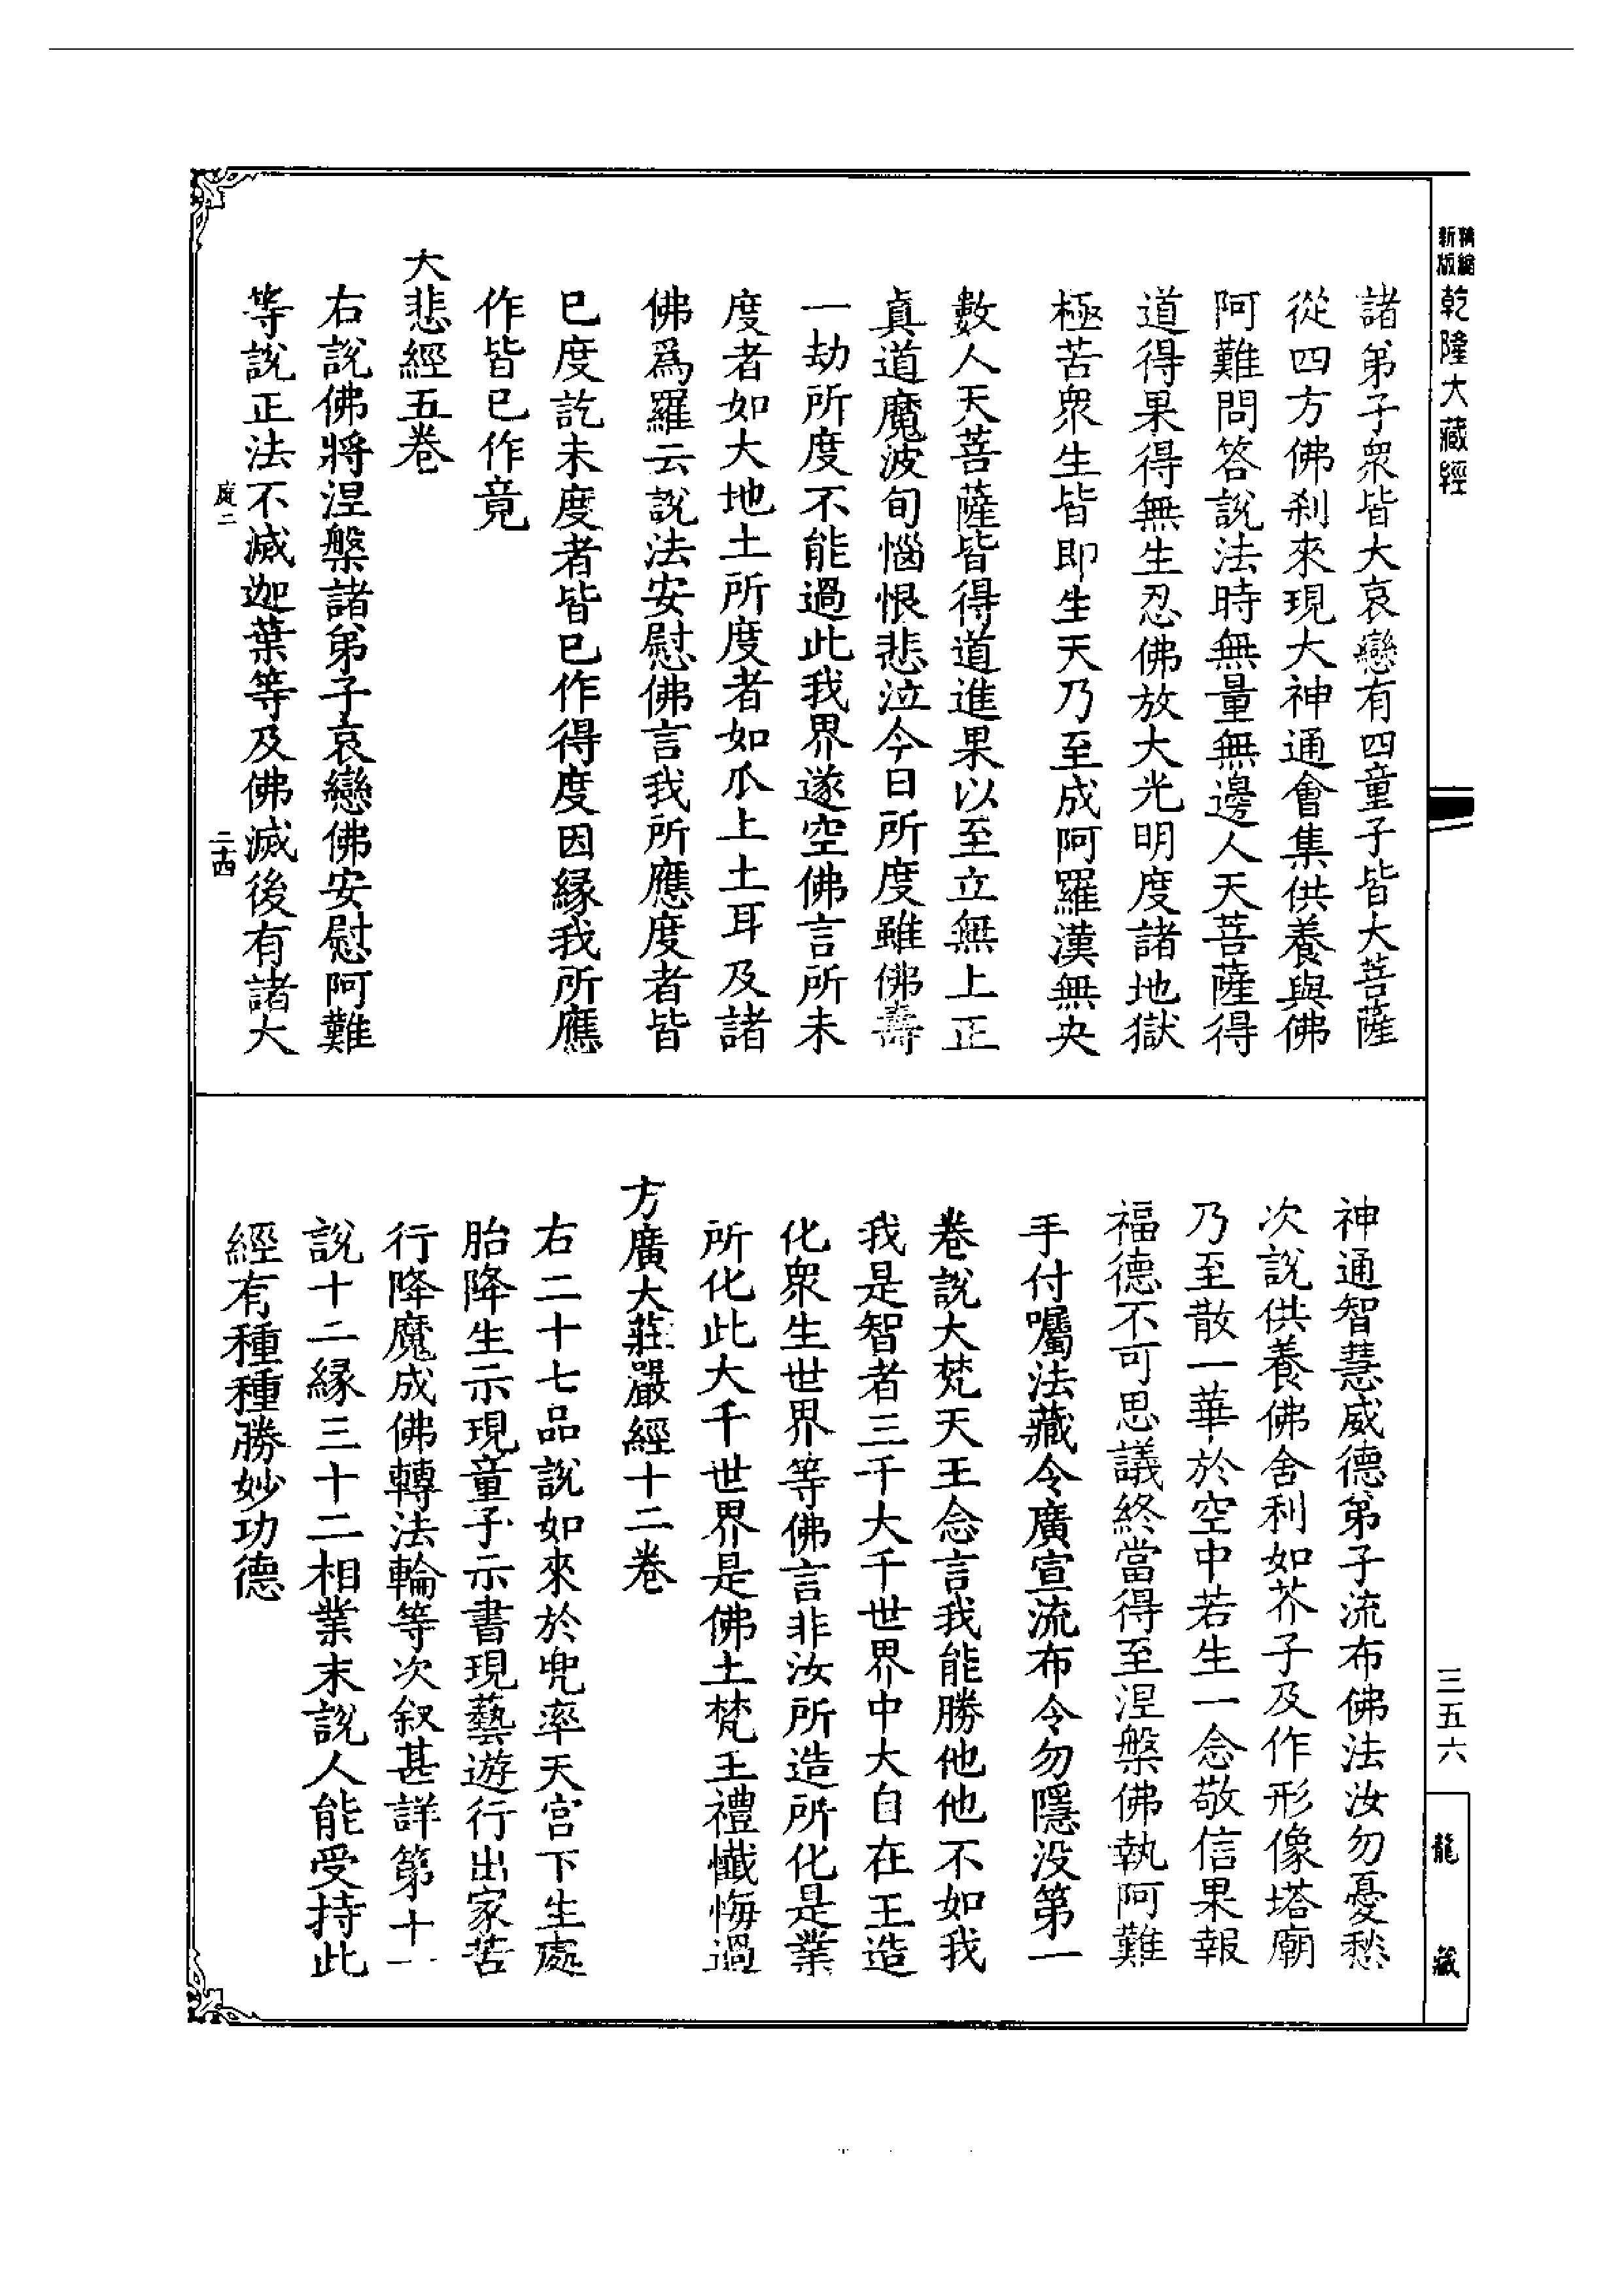 精縮
新版
乾隆大藏經
諸弟子衆皆大哀戀有四童子皆大菩薩
從四方佛刹來現大神通會集供養與佛
阿難問答說法時無量無邊人天菩薩得
道得果得無生忍佛放大光明度諸地獄
極苦衆生皆即生天乃至成阿羅漢無央
數人天菩薩皆得道進果以至立無上正
眞道魔波旬惱恨悲泣今日所度雖佛壽
一劫所度不能過此我界遂空佛言所未
度者如大地土所度者如爪上土耳及諸
佛爲羅云說法安慰佛言我所應度者皆
已度訖未度者皆已作得度因緣我所應
作皆已作竟
大悲經五卷
右說佛將涅槃諸弟子哀戀佛安慰阿難
等說正法不滅迦葉等及佛滅後有諸大
二十四
神通智慧威德第子流布佛法汝勿憂愁
次說供養佛舍利如芥子及作形像塔廟
乃至散一華於空中若生一念敬信果報
福德不可思議終當得至涅槃佛執阿難
手付囑法藏令廣宣流布令勿隱没第一
卷說大梵天王念言我能勝他他不如我
我是智者三千大千世界中大自在王造
化衆生世界等佛言非汝所造所化是業
所化此大千世界是佛土梵王禮懺悔過
方廣大莊嚴經十二卷
右二十七品說如來於兜率天宮下生處
胎降生示現童子示書現藝遊行出家苦
行降魔成佛轉法輪等次叙甚詳第十一
說十二緣三十二相業末說人能受持此
經有種種勝妙功德
三五六
龍藏